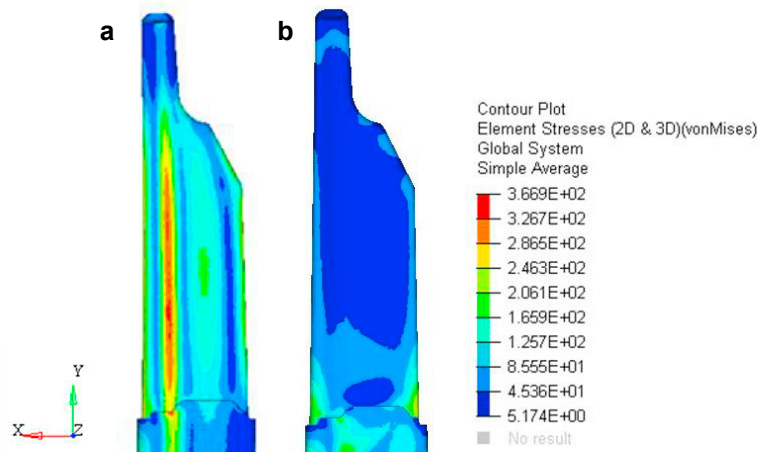 a
b
Contour Plot
Element Stresses (2D & 3D)(vonMises)
Global System
Simple Average
3.669E+02
3.267E+02
2.865E+02
2.463E+02
2.061E+02
1.659E+02
1.257E+02
8.555E+01
4.536E+01
5.174E+00
No result
Y
X
Z